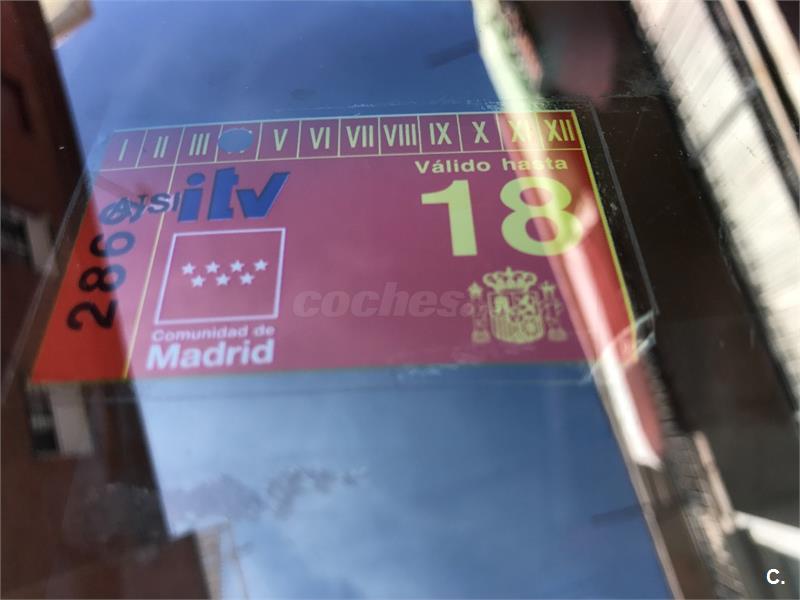 I II III V VI VII VIII IX X XI XII
Válido hasta
itv
18
286
Comunidad de
Madrid
coches.
C.